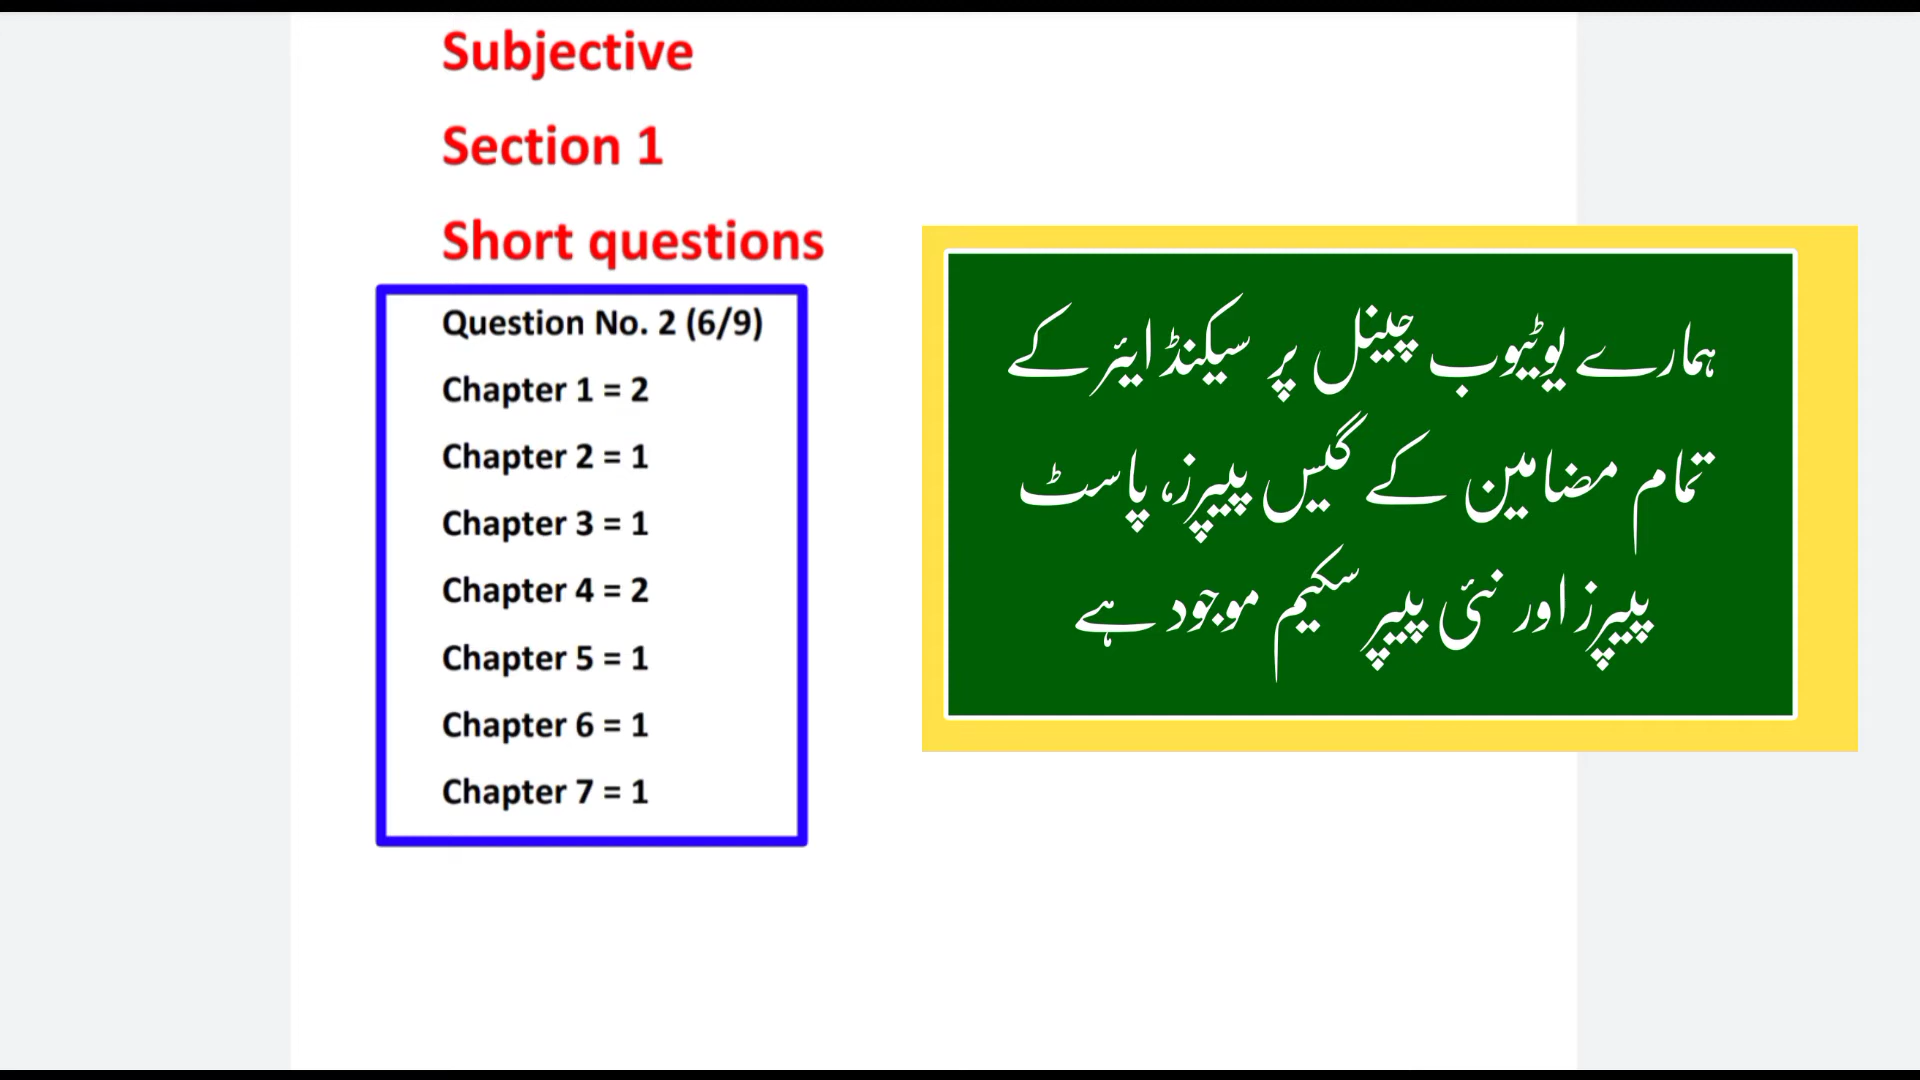 Subjective
Section 1
Short questions
Question No. 2 (6/9)
Chapter 1 = 2
Chapter 2 = 1
Chapter 3 = 1
Chapter 4 = 2
Chapter 5 = 1
Chapter 6 = 1
Chapter 7 = 1
ہمارے یوٹیوب چینل پر سیکنڈ ایئر کے
تمام مضامین کے گیس پیپرز، پاسٹ
پیپرز اور نئی پیپر سکیم موجود ہے